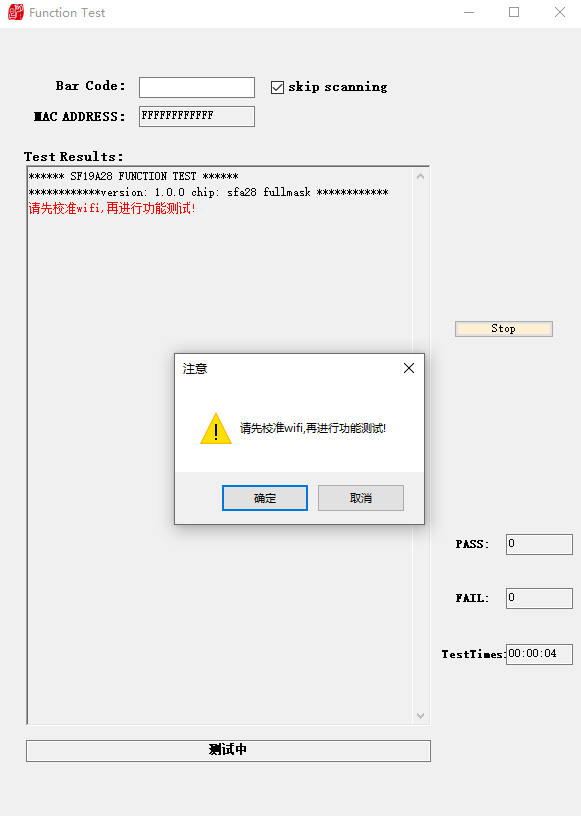 Function Test
Bar Code:
skip scanning
MAC ADDRESS:
FFFFFFFFFFFF
Test Results:
****** SF19A28 FUNCTION TEST ******
************version: 1.0.0 chip: sfa28 fullmask ************
请先校准wifi,再进行功能测试!
Stop
注意
请先校准wifi,再进行功能测试!
确定
取消
PASS:
0
FAIL:
0
TestTimes:
00:00:04
测试中